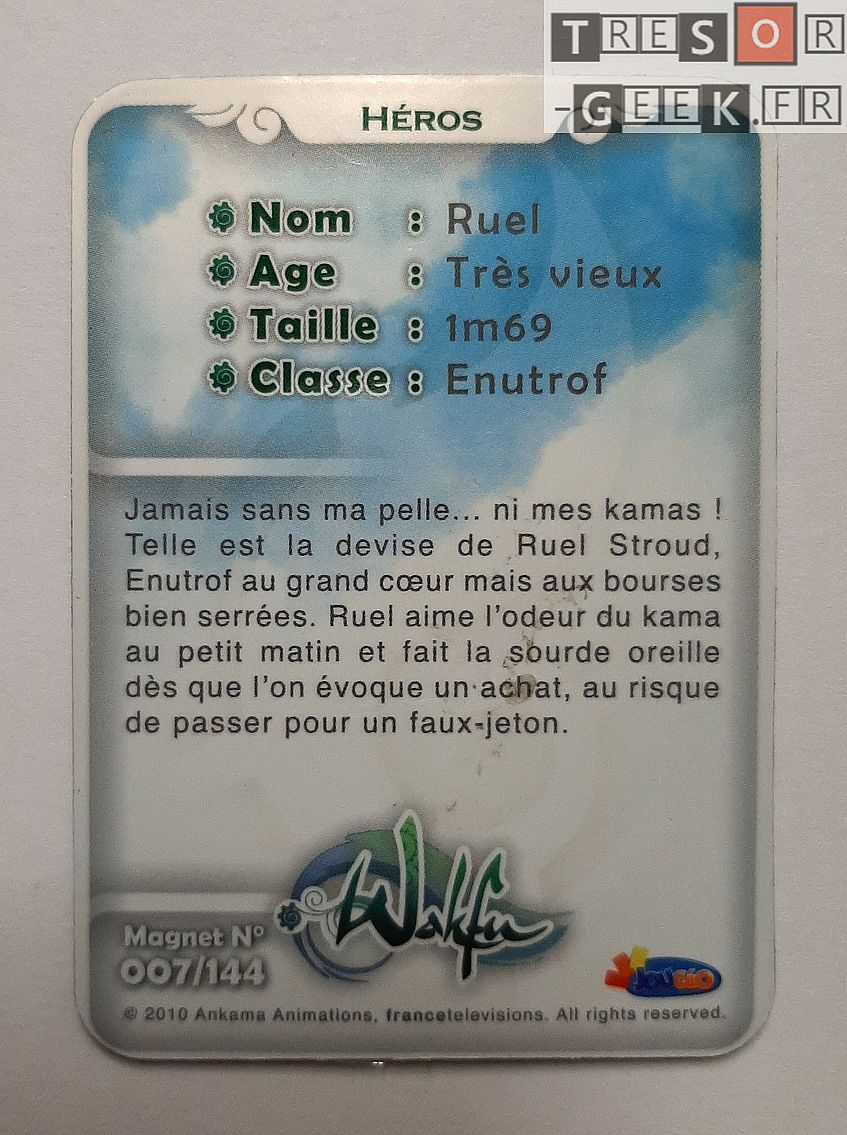 TRESOR
-GEEK.FR
HÉROS
Nom : Ruel
Age : Très vieux
Taille : 1m69
Classe : Enutrof
Jamais sans ma pelle... ni mes kamas !
Telle est la devise de Ruel Stroud,
Enutrof au grand cœur mais aux bourses
bien serrées. Ruel aime l'odeur du kama
au petit matin et fait la sourde oreille
dès que l'on évoque un achat, au risque
de passer pour un faux-jeton.
Wakfu
Magnet Nº
007/144
JOUBIO
© 2010 Ankama Animations, francetelevisions. All rights reserved.